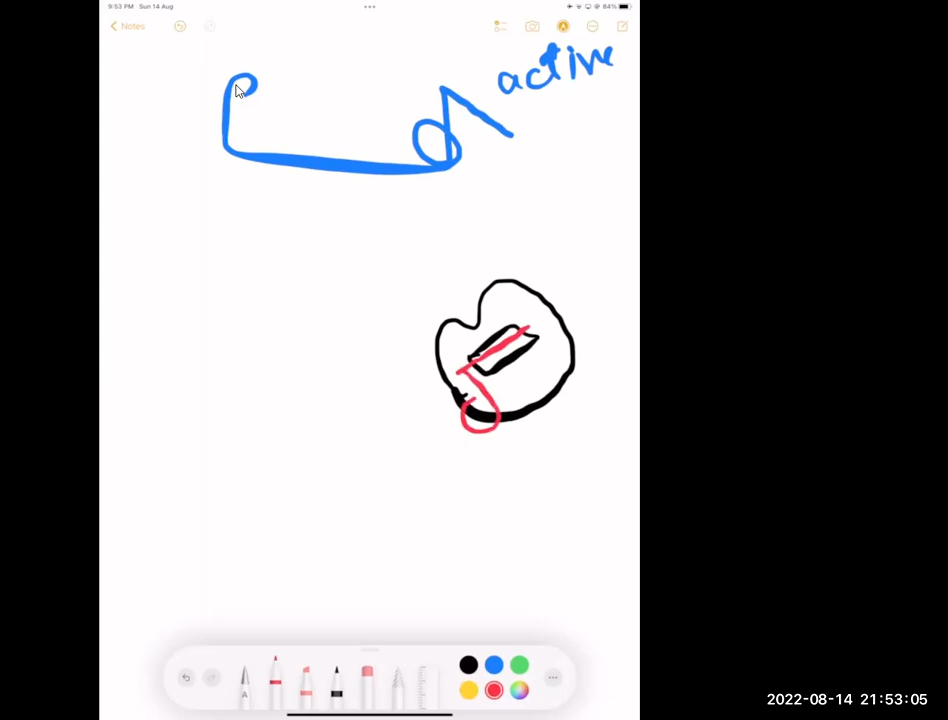 9:53 PM Sun 14 Aug
84%
Notes
active
A
2022-08-14 21:53:05